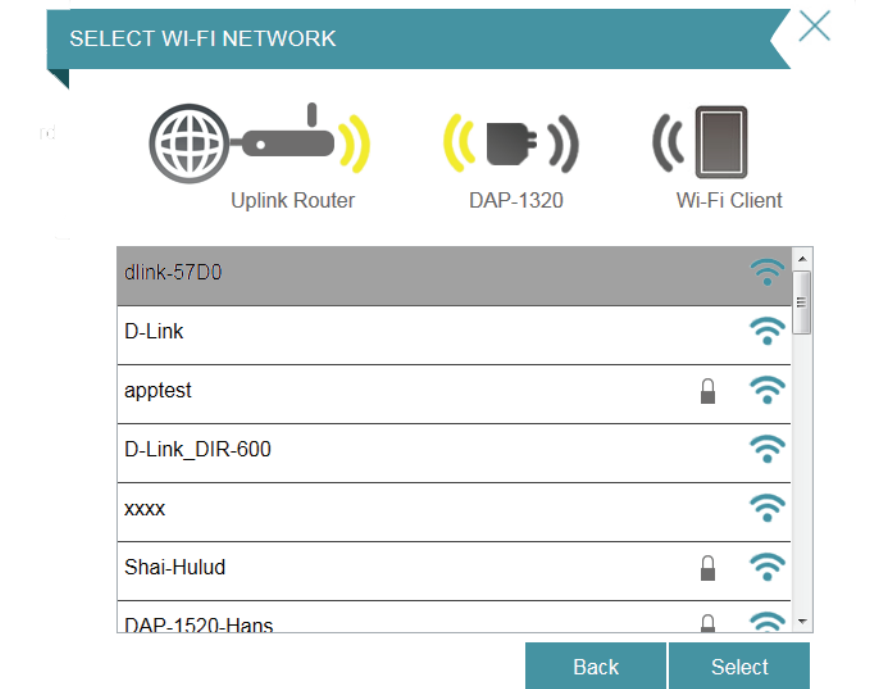 SELECT WI-FI NETWORK
Uplink Router DAP-1320 Wi-Fi Client
dlink-57D0
D-Link
apptest
D-Link_DIR-600
xxxx
Shai-Hulud
DAP-1520-Hans
Back Select